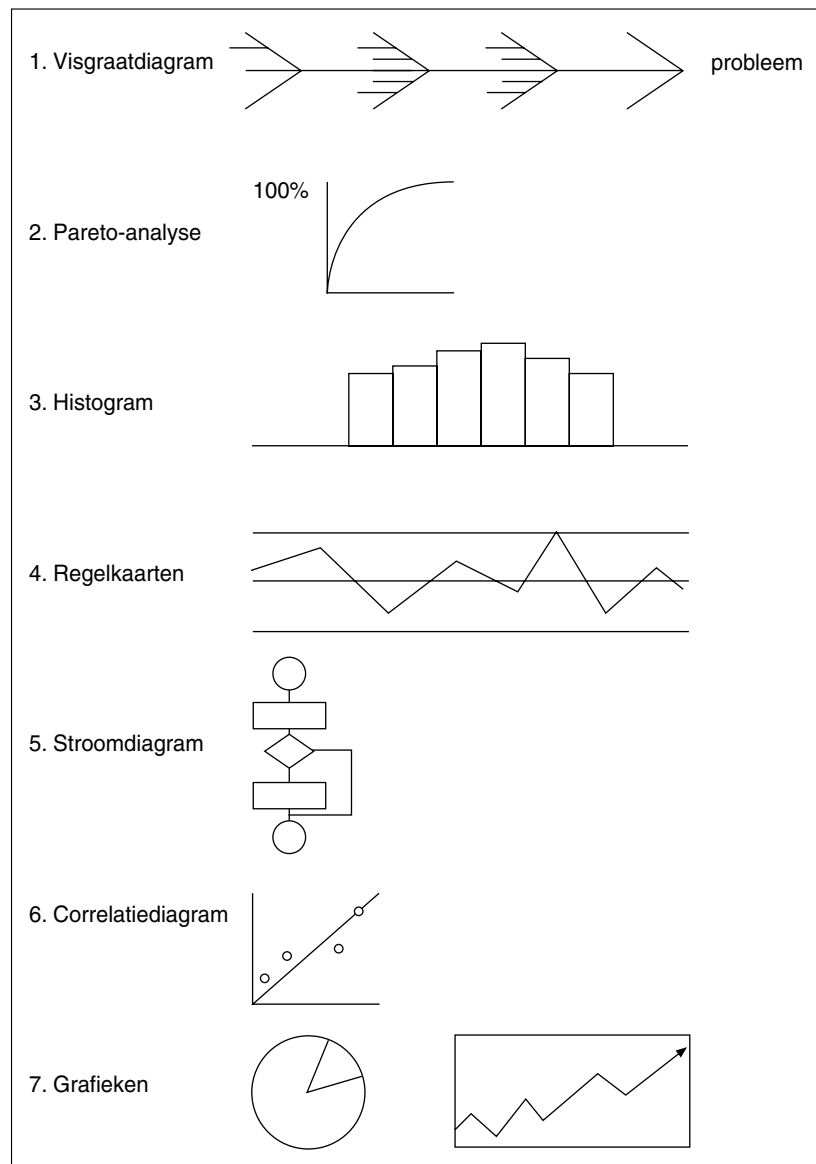 1. Visgraatdiagram
probleem
100%
2. Pareto-analyse
3. Histogram
4. Regelkaarten
5. Stroomdiagram
6. Correlatiediagram
7. Grafieken